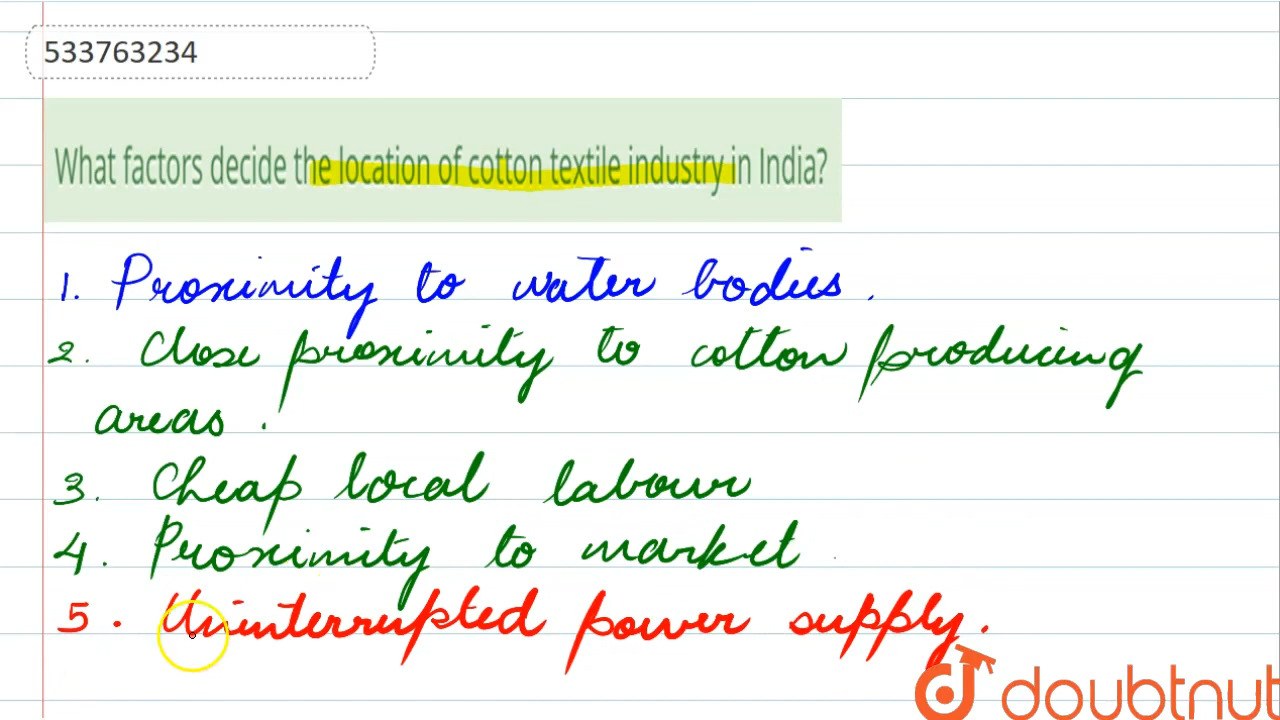 533763234
What factors decide the location of cotton textile industry in India?
1. Proximity to water bodies.
2. Close proximity to cotton producing
areas.
3. Cheap local labour
4. Proximity to market
5. Uninterrupted power supply.
doubtnut